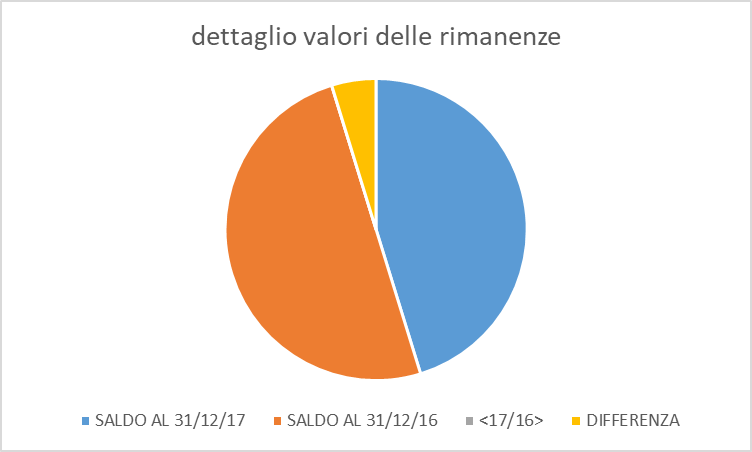 dettaglio valori delle rimanenze
SALDO AL 31/12/17 SALDO AL 31/12/16 <17/16> DIFFERENZA